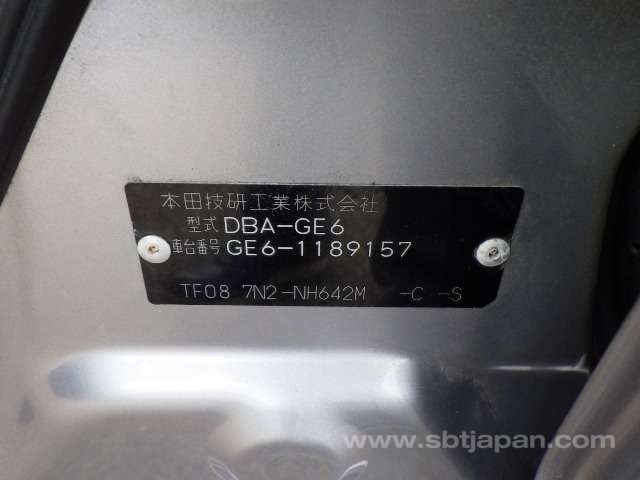 本田技研工業株式会社
型式 DBA-GE6
車台番号 GE6-1189157
TF08 7N2-NH642M -C -S
www.sbtjapan.com